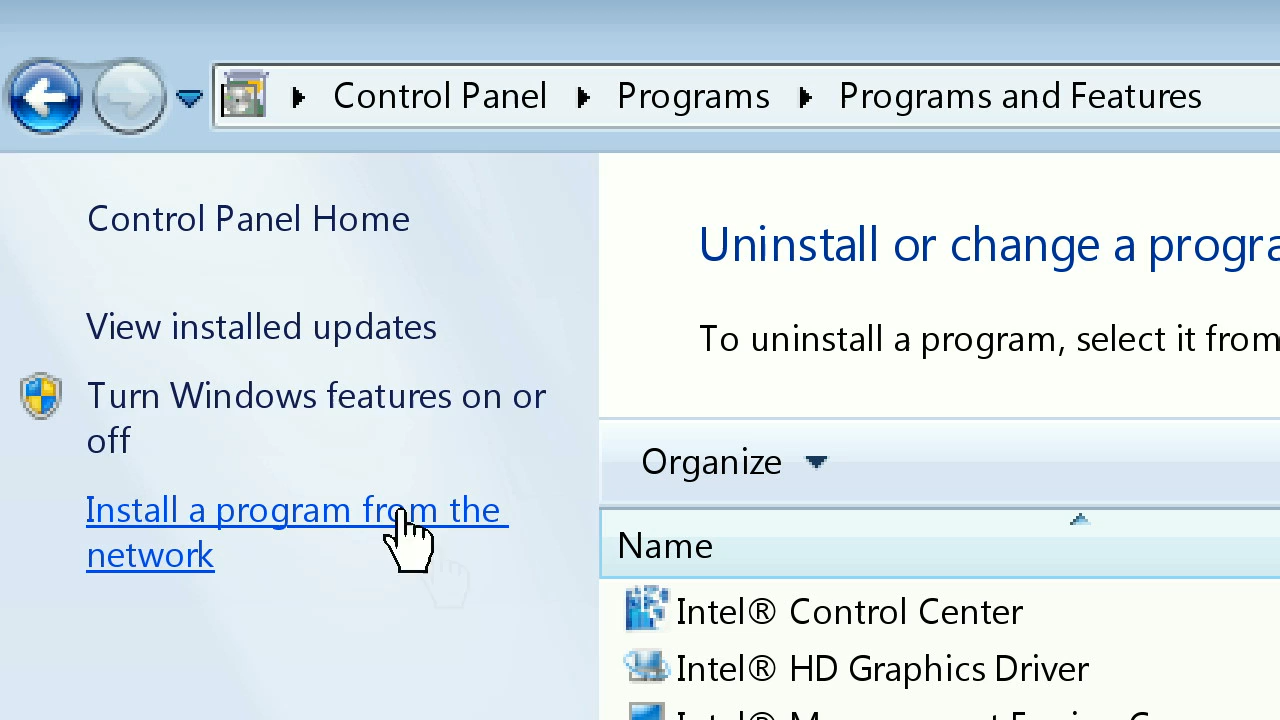 Control Panel
Programs
Programs and Features
Control Panel Home
View installed updates
Turn Windows features on or
off
Install a program from the
network
Uninstall or change a progra
To uninstall a program, select it from
Organize
Name
Intel® Control Center
Intel® HD Graphics Driver
Intel®